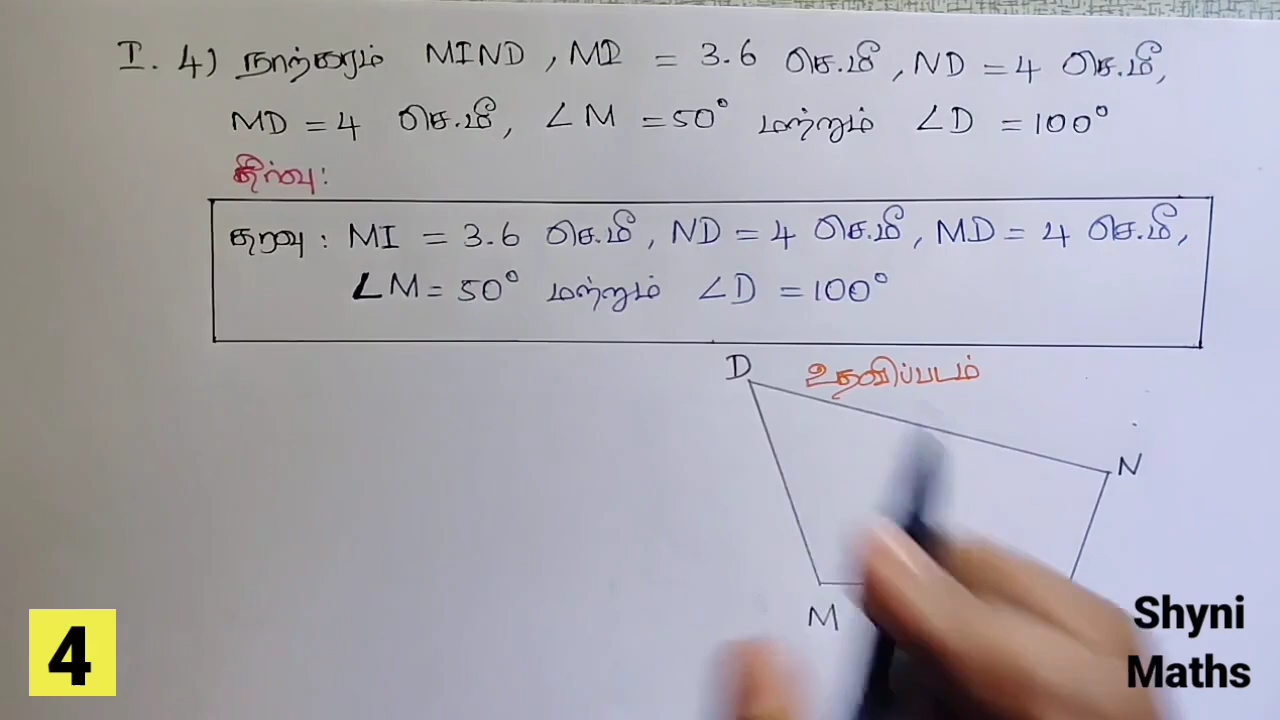 I. 4) நாற்கரம் MIND , MI = 3.6 செ.மீ , ND = 4 செ.மீ,
MD = 4 செ.மீ, ∠M = 50° மற்றும் ∠D = 100°
தீர்வு:
தரவு : MI = 3.6 செ.மீ , ND = 4 செ.மீ , MD = 4 செ.மீ,
∠M = 50° மற்றும் ∠D = 100°
D உதவிப்படம்
N
M
Shyni
Maths
4